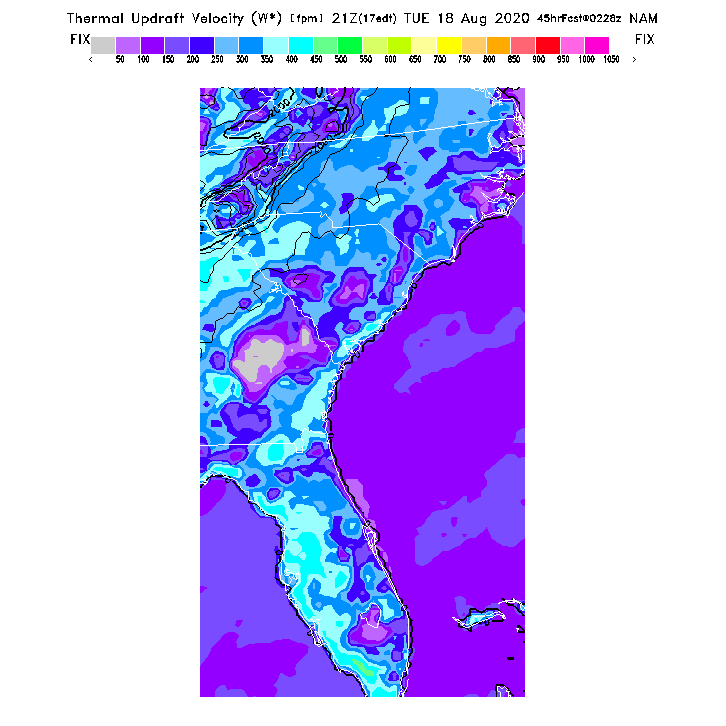 Thermal Updraft Velocity (W*) [fpm] 21Z(17edt) TUE 18 Aug 2020 45hrFcst@0228z NAM
FIX FIX
< 50 100 150 200 250 300 350 400 450 500 550 600 650 700 750 800 850 900 950 1000 1050 >
2000